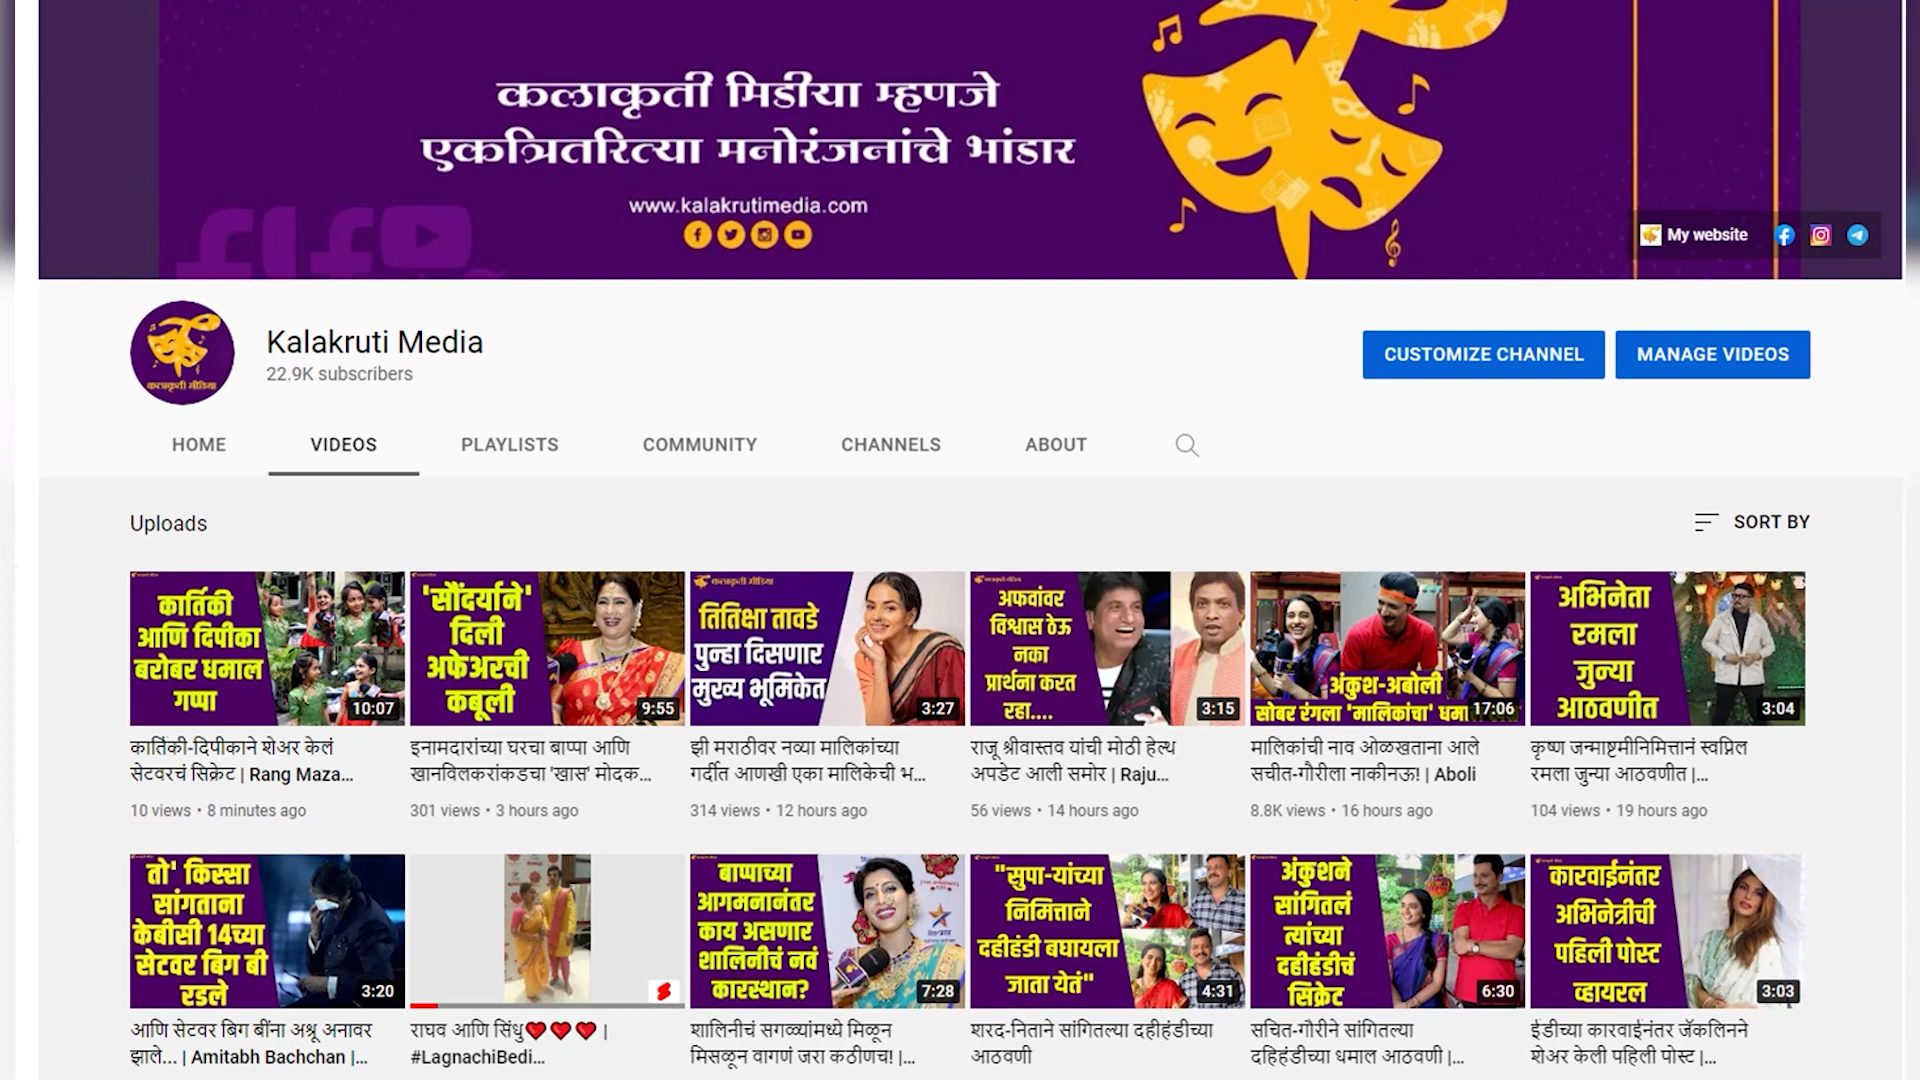 कलाकृती मिडीया म्हणजे
एकत्रितरित्या मनोरंजनांचे भांडार
www.kalakrutimedia.com
My website
कलाकृती मीडिया
Kalakruti Media
22.9K subscribers
CUSTOMIZE CHANNEL
MANAGE VIDEOS
HOME
VIDEOS
PLAYLISTS
COMMUNITY
CHANNELS
ABOUT
Uploads
SORT BY
कार्तिकी
आणि दिपीका
बरोबर धमाल
गप्पा
10:07
कार्तिकी-दिपीकाने शेअर केलं
सेटवरचं सिक्रेट | Rang Maza...
10 views • 8 minutes ago
'सौंदर्याने'
दिली
अफेअरची
कबूली
9:55
इनामदारांच्या घरचा बाप्पा आणि
खानविलकरांकडचा 'खास' मोदक...
301 views • 3 hours ago
कलाकृती मीडिया
तितिक्षा तावडे
पुन्हा दिसणार
मुख्य भूमिकेत
3:27
झी मराठीवर नव्या मालिकांच्या
गर्दीत आणखी एका मालिकेची भ...
314 views • 12 hours ago
कलाकृती मीडिया
अफवांवर
विश्वास ठेऊ
नका
प्रार्थना करत
रहा....
3:15
राजू श्रीवास्तव यांची मोठी हेल्थ
अपडेट आली समोर | Raju...
56 views • 14 hours ago
अंकुश-अबोली
सोबर रंगला 'मालिकांचा'
17:06
मालिकांची नाव ओळखताना आले
सचीत-गौरीला नाकीनऊ! | Aboli
8.8K views • 16 hours ago
अभिनेता
रमला
जुन्या
आठवणीत
3:04
कृष्ण जन्माष्टमीनिमित्तानं स्वप्निल
रमला जुन्या आठवणीत |...
104 views • 19 hours ago
तो' किस्सा
सांगताना
केबीसी 14च्या
सेटवर बिग बी
रडले
3:20
आणि सेटवर बिग बींना अश्रू अनावर
झाले... | Amitabh Bachchan |...
राघव आणि सिंधु❤❤❤ |
#LagnachiBedi...
बाप्पाच्या
आगमनानंतर
काय असणार
शालिनीचं नवं
कारस्थान?
7:28
शालिनीचं सगळ्यांमध्ये मिळून
मिसळून वागणं जरा कठीणच! |...
"सुपा-यांच्या
निमित्ताने
दहीहंडी बघायला
जाता येतं"
4:31
शरद-निताने सांगितल्या दहीहंडीच्या
आठवणी
अंकुशने
सांगितलं
त्यांच्या
दहीहंडीचं
सिक्रेट
6:30
सचित-गौरीने सांगितल्या
दहिहंडीच्या धमाल आठवणी |...
कारवाईनंतर
अभिनेत्रीची
पहिली पोस्ट
व्हायरल
3:03
ईडीच्या कारवाईनंतर जॅकलिनने
शेअर केली पहिली पोस्ट |...